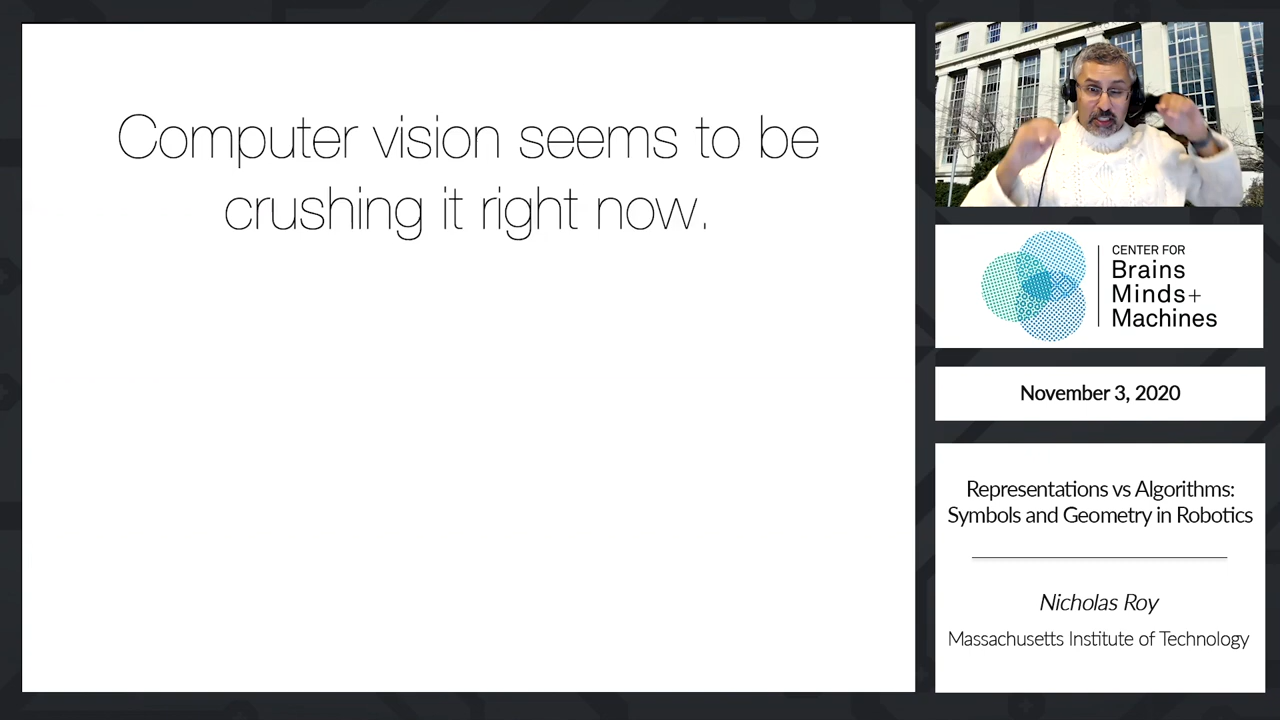 Computer vision seems to be
crushing it right now.
CENTER FOR
Brains
Minds+
Machines
November 3, 2020
Representations vs Algorithms:
Symbols and Geometry in Robotics
Nicholas Roy
Massachusetts Institute of Technology